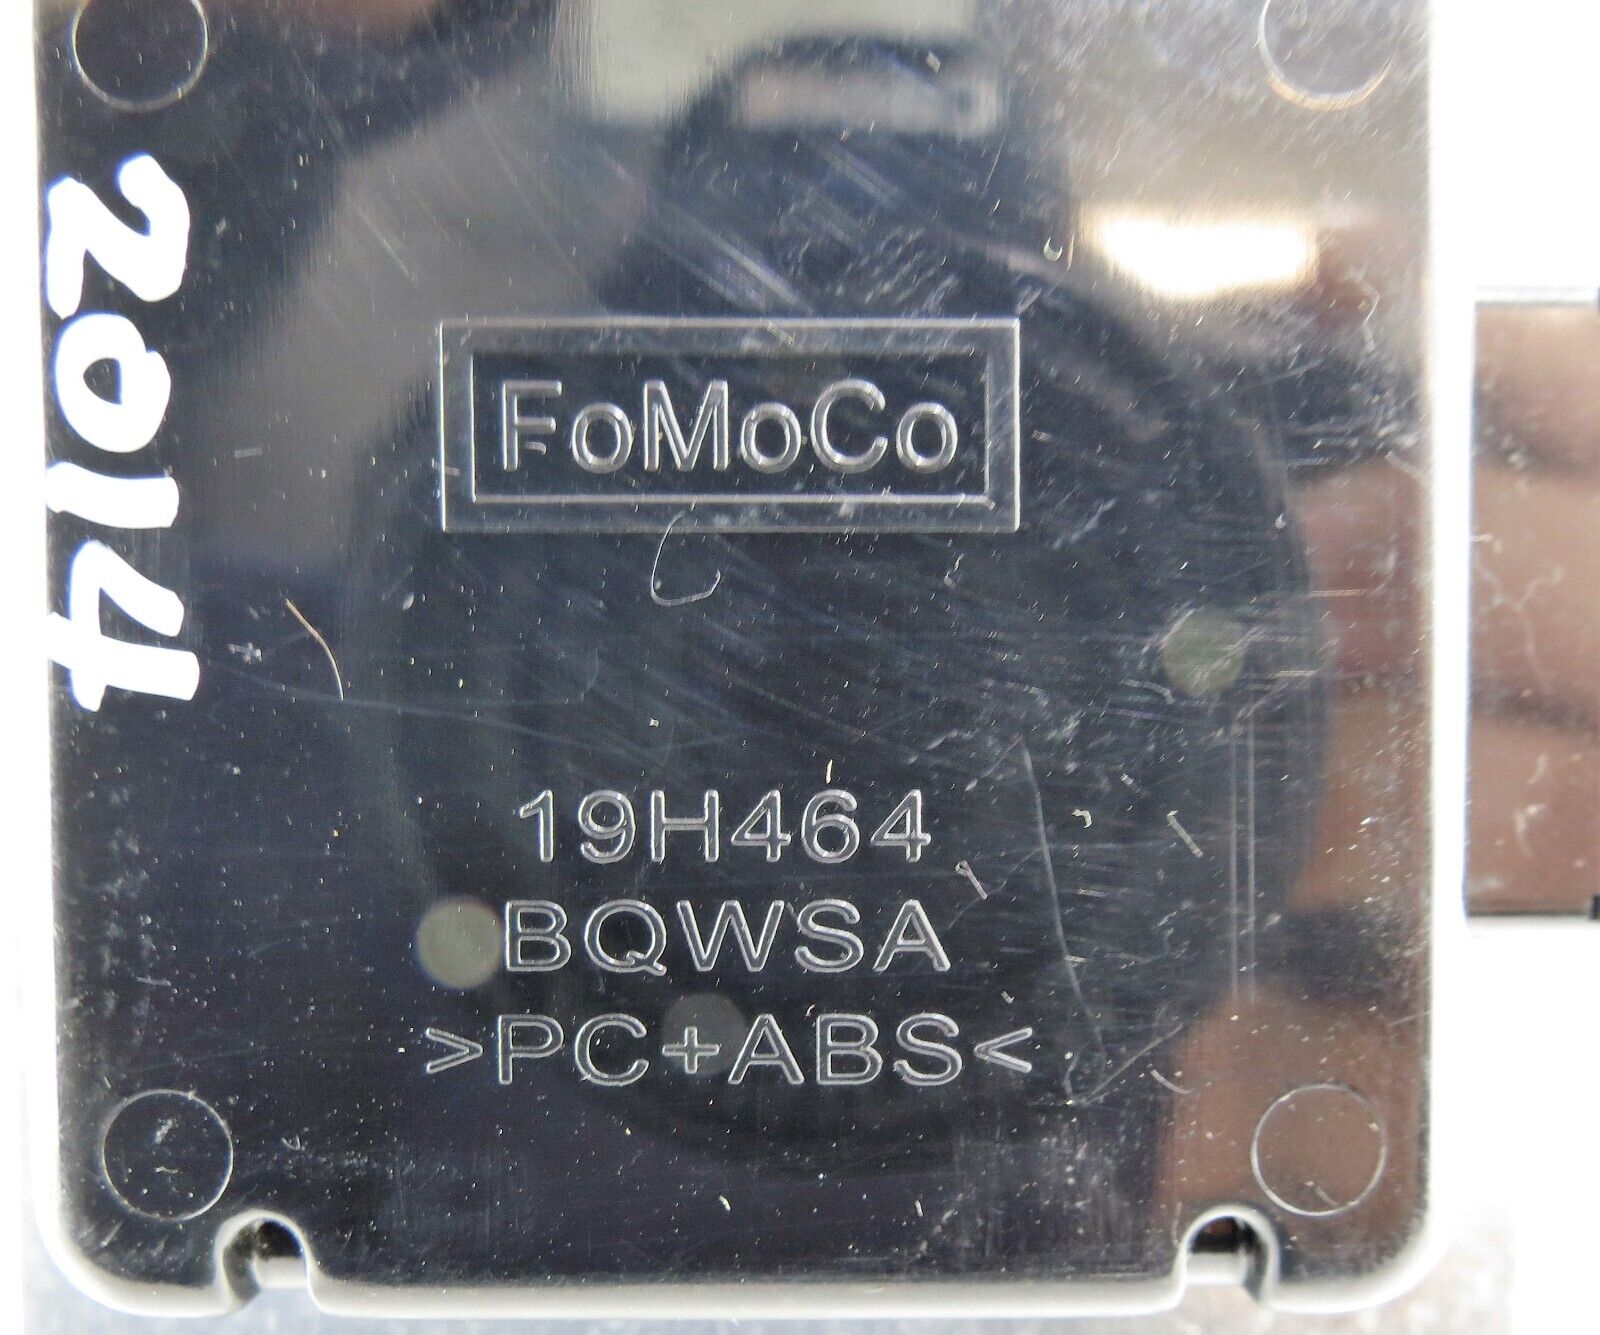 2014
FoMoCo
19H464
BQWSA
>PC+ABS<